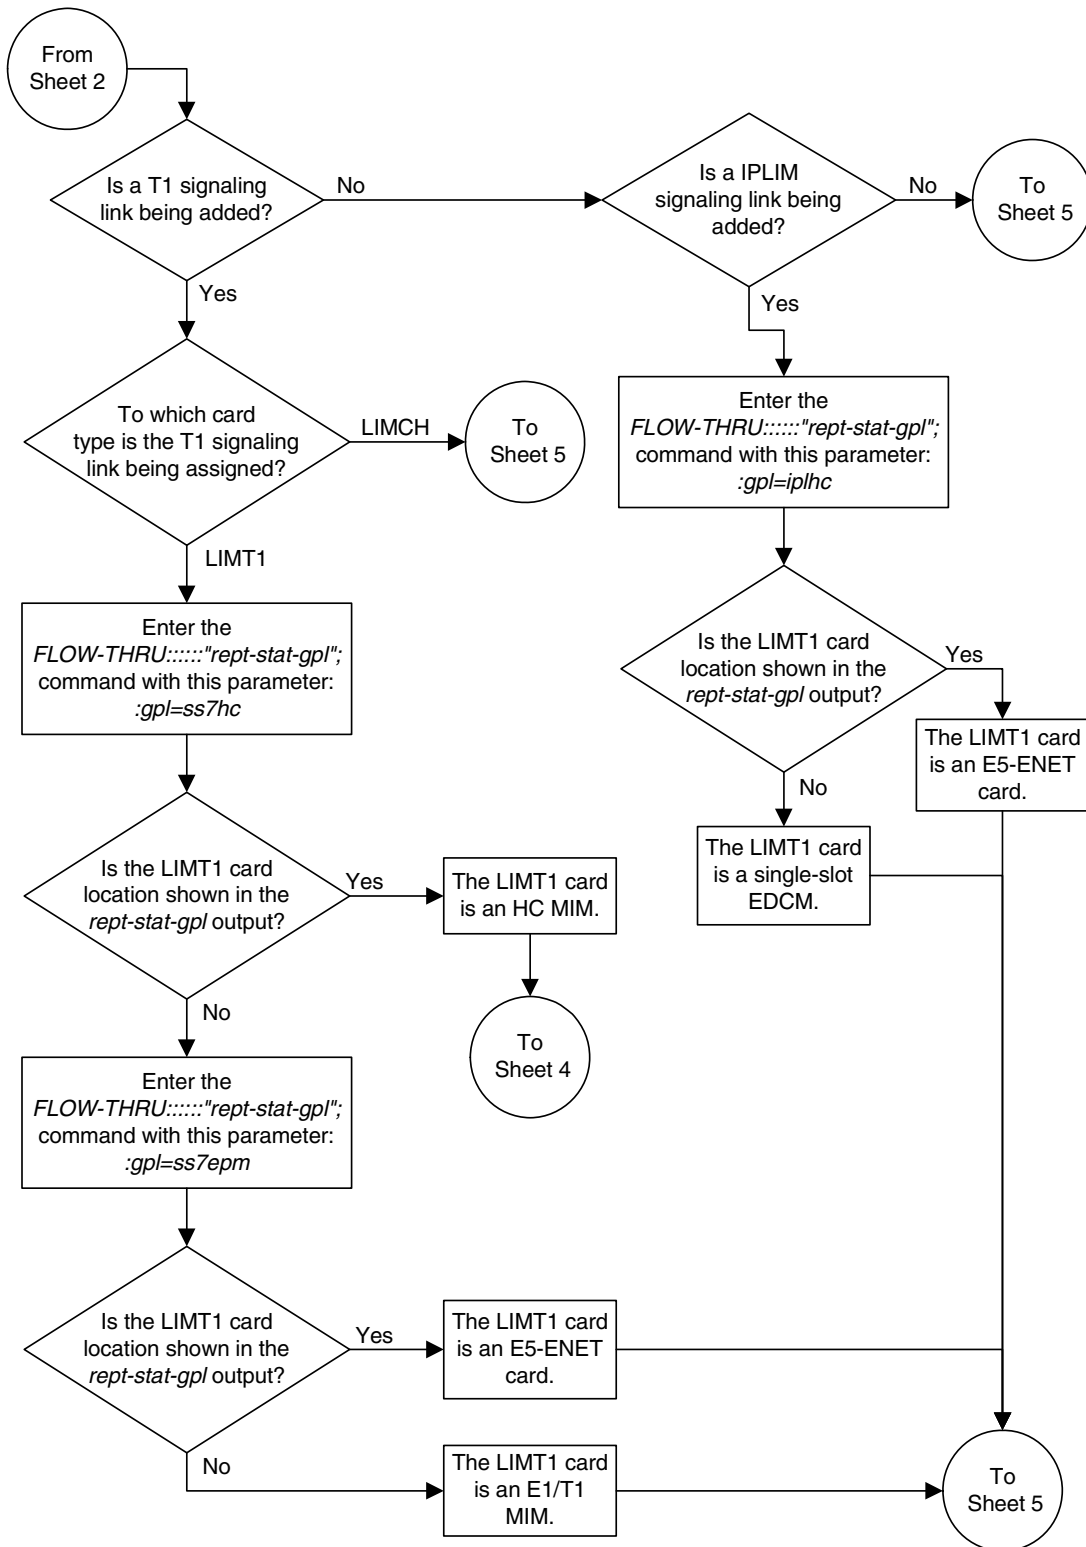 From
Sheet 2
Is a T1 signaling
link being added?
No
Is a IPLIM
signaling link being
added?
No
To
Sheet 5
Yes
Yes
To which card
type is the T1 signaling
link being assigned?
LIMCH
To
Sheet 5
Enter the
FLOW-THRU::::::"rept-stat-gpl";
command with this parameter:
:gpl=iplhc
LIMT1
Enter the
FLOW-THRU::::::"rept-stat-gpl";
command with this parameter:
:gpl=ss7hc
Is the LIMT1 card
location shown in the
rept-stat-gpl output?
Yes
The LIMT1 card
is an E5-ENET
card.
No
The LIMT1 card
is a single-slot
EDCM.
Is the LIMT1 card
location shown in the
rept-stat-gpl output?
Yes
The LIMT1 card
is an HC MIM.
To
Sheet 4
No
Enter the
FLOW-THRU::::::"rept-stat-gpl";
command with this parameter:
:gpl=ss7epm
Is the LIMT1 card
location shown in the
rept-stat-gpl output?
Yes
The LIMT1 card
is an E5-ENET
card.
No
The LIMT1 card
is an E1/T1
MIM.
To
Sheet 5